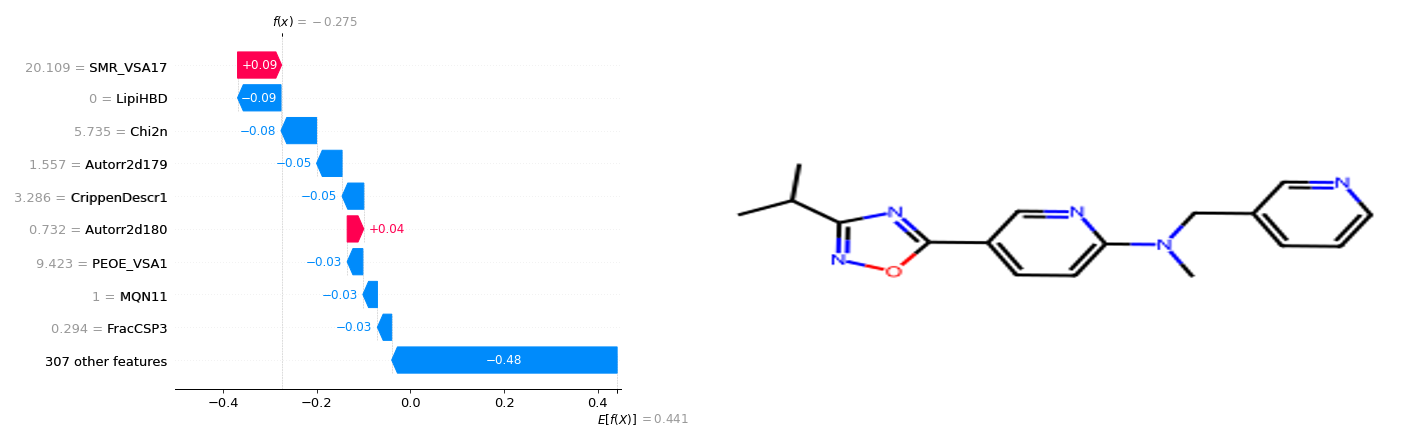 f(x) = −0.275
20.109 = SMR_VSA17
+0.09
0 = LipiHBD
−0.09
5.735 = Chi2n
−0.08
1.557 = Autorr2d179
−0.05
3.286 = CrippenDescr1
−0.05
0.732 = Autorr2d180
+0.04
9.423 = PEOE_VSA1
−0.03
1 = MQN11
−0.03
0.294 = FracCSP3
−0.03
307 other features
−0.48
−0.4 −0.2 0.0 0.2 0.4
E[f(X)] = 0.441
N
N
O
N
N
N